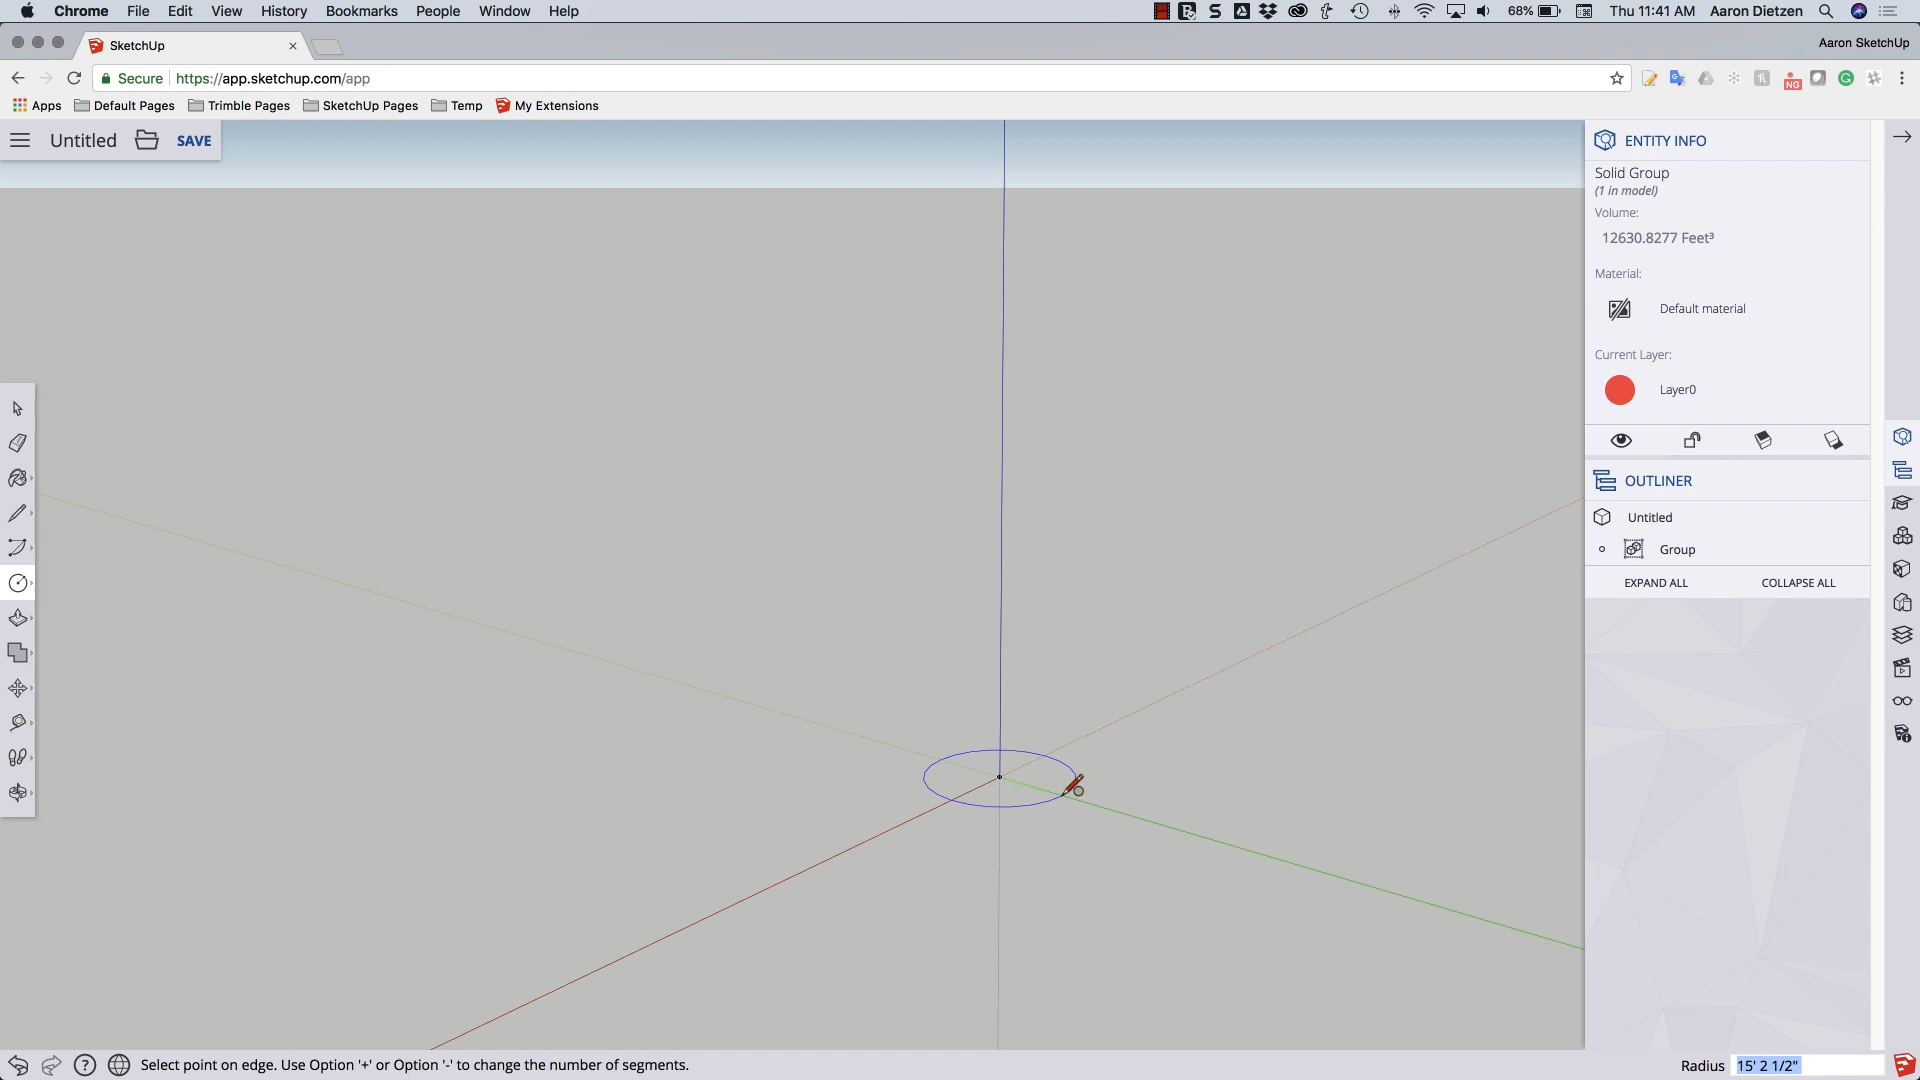 Chrome File Edit View History Bookmarks People Window Help 68% Thu 11:41 AM Aaron Dietzen
SketchUp Aaron SketchUp
Secure https://app.sketchup.com/app NG
Apps Default Pages Trimble Pages SketchUp Pages Temp My Extensions
Untitled SAVE
ENTITY INFO
Solid Group
(1 in model)
Volume:
12630.8277 Feet³
Material:
Default material
Current Layer:
Layer0
OUTLINER
Untitled
Group
EXPAND ALL COLLAPSE ALL
Select point on edge. Use Option '+' or Option '-' to change the number of segments. Radius 15' 2 1/2"